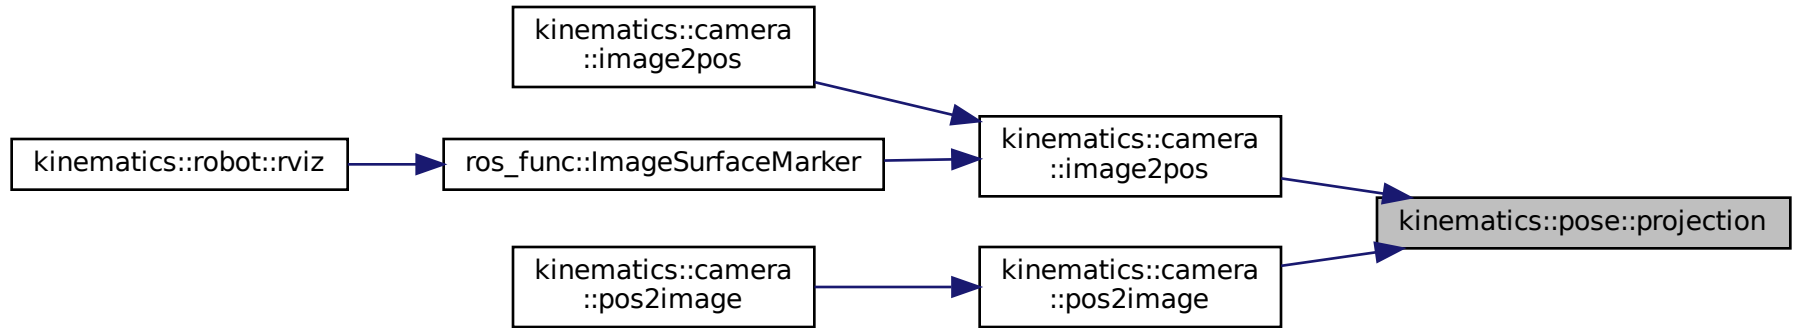 kinematics::camera
::image2pos
kinematics::robot::rviz
ros_func::ImageSurfaceMarker
kinematics::camera
::image2pos
kinematics::pose::projection
kinematics::camera
::pos2image
kinematics::camera
::pos2image